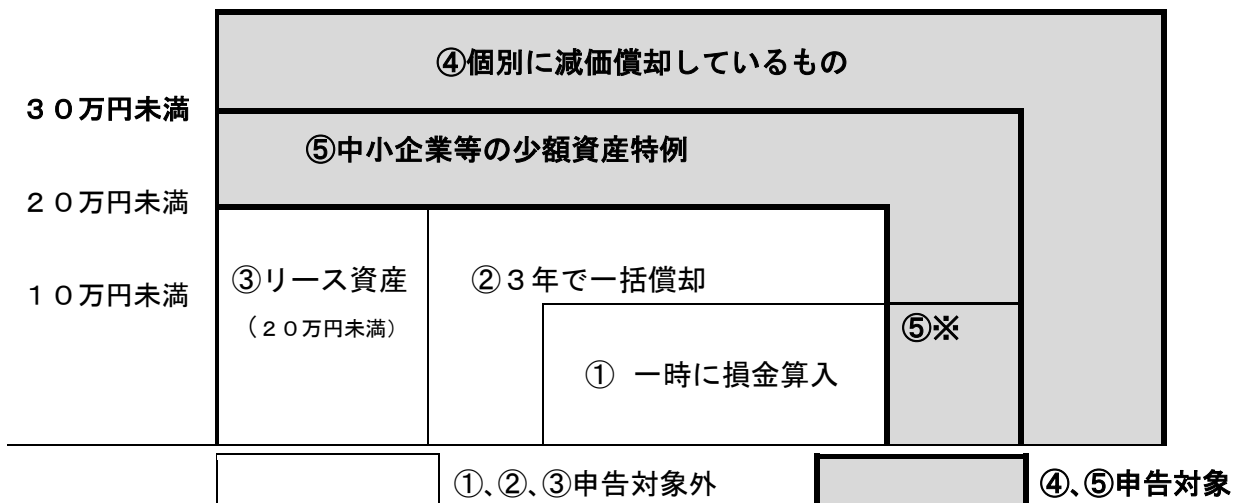 ④個別に減価償却しているもの
３０万円未満
⑤中小企業等の少額資産特例
２０万円未満
③リース資産
②３年で一括償却
１０万円未満
（２０万円未満）
⑤※
① 一時に損金算入
①、②、③申告対象外
④、⑤申告対象